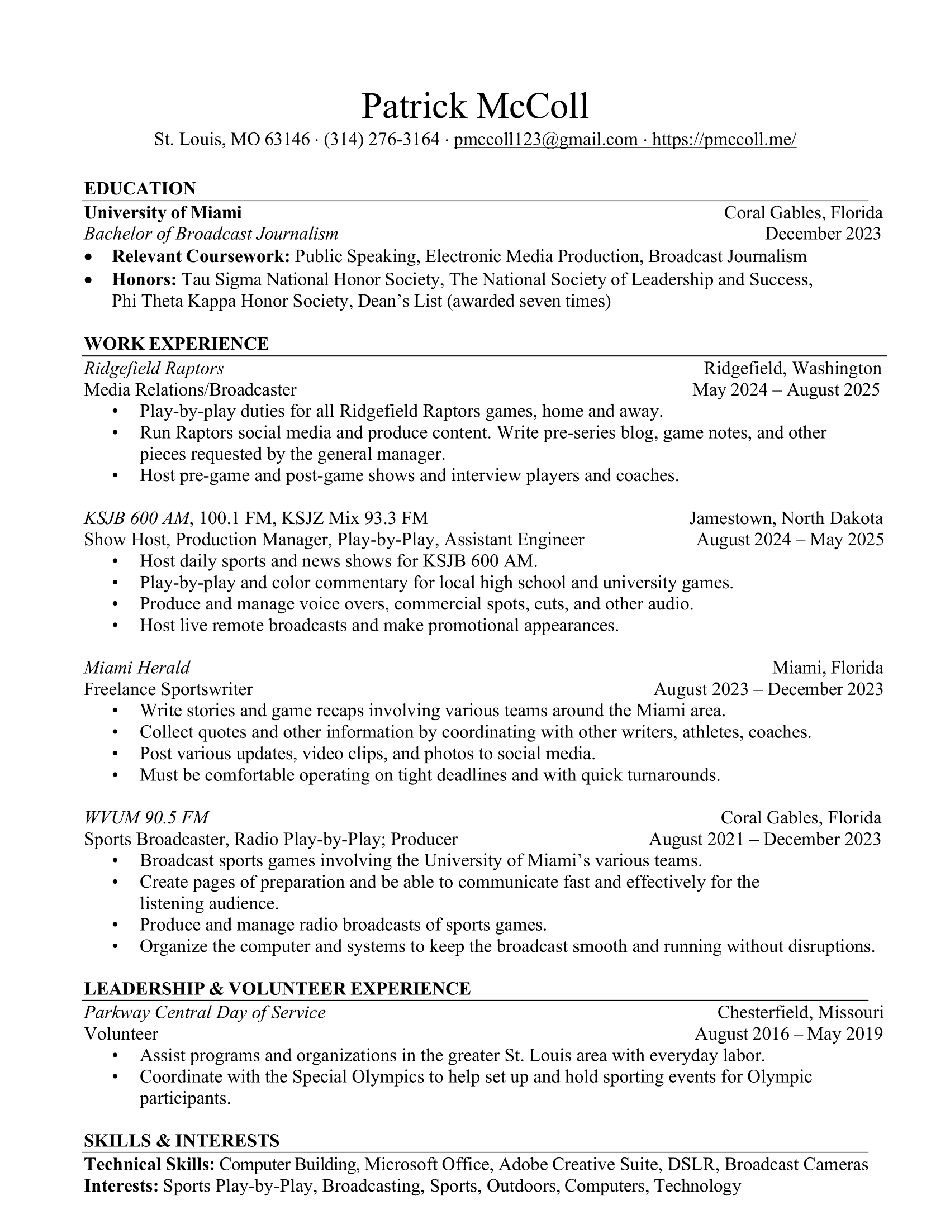 Patrick McColl
St. Louis, MO 63146 · (314) 276-3164 · pmccoll123@gmail.com · https://pmccoll.me/
EDUCATION
University of Miami Coral Gables, Florida
Bachelor of Broadcast Journalism December 2023
• Relevant Coursework: Public Speaking, Electronic Media Production, Broadcast Journalism
• Honors: Tau Sigma National Honor Society, The National Society of Leadership and Success,
Phi Theta Kappa Honor Society, Dean’s List (awarded seven times)
WORK EXPERIENCE
Ridgefield Raptors Ridgefield, Washington
Media Relations/Broadcaster May 2024 – August 2025
• Play-by-play duties for all Ridgefield Raptors games, home and away.
• Run Raptors social media and produce content. Write pre-series blog, game notes, and other
pieces requested by the general manager.
• Host pre-game and post-game shows and interview players and coaches.
KSJB 600 AM, 100.1 FM, KSJZ Mix 93.3 FM Jamestown, North Dakota
Show Host, Production Manager, Play-by-Play, Assistant Engineer August 2024 – May 2025
• Host daily sports and news shows for KSJB 600 AM.
• Play-by-play and color commentary for local high school and university games.
• Produce and manage voice overs, commercial spots, cuts, and other audio.
• Host live remote broadcasts and make promotional appearances.
Miami Herald Miami, Florida
Freelance Sportswriter August 2023 – December 2023
• Write stories and game recaps involving various teams around the Miami area.
• Collect quotes and other information by coordinating with other writers, athletes, coaches.
• Post various updates, video clips, and photos to social media.
• Must be comfortable operating on tight deadlines and with quick turnarounds.
WVUM 90.5 FM Coral Gables, Florida
Sports Broadcaster, Radio Play-by-Play; Producer August 2021 – December 2023
• Broadcast sports games involving the University of Miami’s various teams.
• Create pages of preparation and be able to communicate fast and effectively for the
listening audience.
• Produce and manage radio broadcasts of sports games.
• Organize the computer and systems to keep the broadcast smooth and running without disruptions.
LEADERSHIP & VOLUNTEER EXPERIENCE
Parkway Central Day of Service Chesterfield, Missouri
Volunteer August 2016 – May 2019
• Assist programs and organizations in the greater St. Louis area with everyday labor.
• Coordinate with the Special Olympics to help set up and hold sporting events for Olympic
participants.
SKILLS & INTERESTS
Technical Skills: Computer Building, Microsoft Office, Adobe Creative Suite, DSLR, Broadcast Cameras
Interests: Sports Play-by-Play, Broadcasting, Sports, Outdoors, Computers, Technology